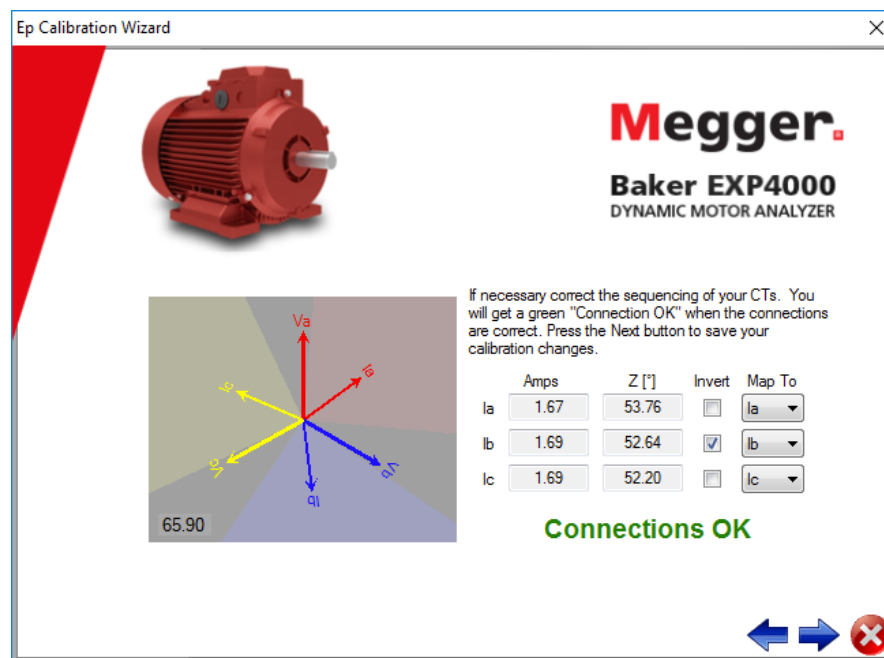 Ep Calibration Wizard
Megger.
Baker EXP4000
DYNAMIC MOTOR ANALYZER
If necessary correct the sequencing of your CTs. You
will get a green "Connection OK" when the connections
are correct. Press the Next button to save your
calibration changes.
Va
Ia
Ic
Vc
Vb
Ib
65.90
Amps Z [°] Invert Map To
Ia 1.67 53.76 Ia
Ib 1.69 52.64 Ib
Ic 1.69 52.20 Ic
Connections OK